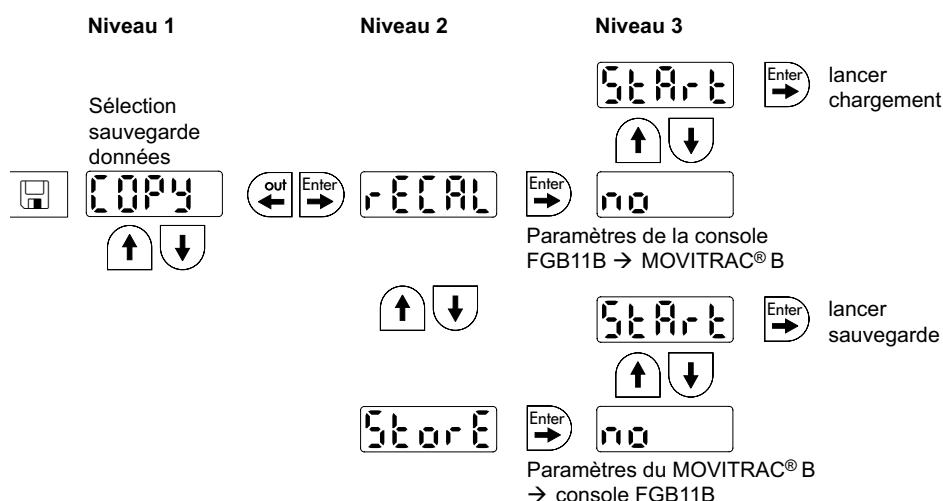 Niveau 1
Niveau 2
Niveau 3
StArt
Enter
lancer
chargement
Sélection
sauvegarde
données
COPY
out
Enter
rECAL
Enter
no
Paramètres de la console
FGB11B → MOVITRAC® B
StArt
Enter
lancer
sauvegarde
StorE
Enter
no
Paramètres du MOVITRAC® B
→ console FGB11B